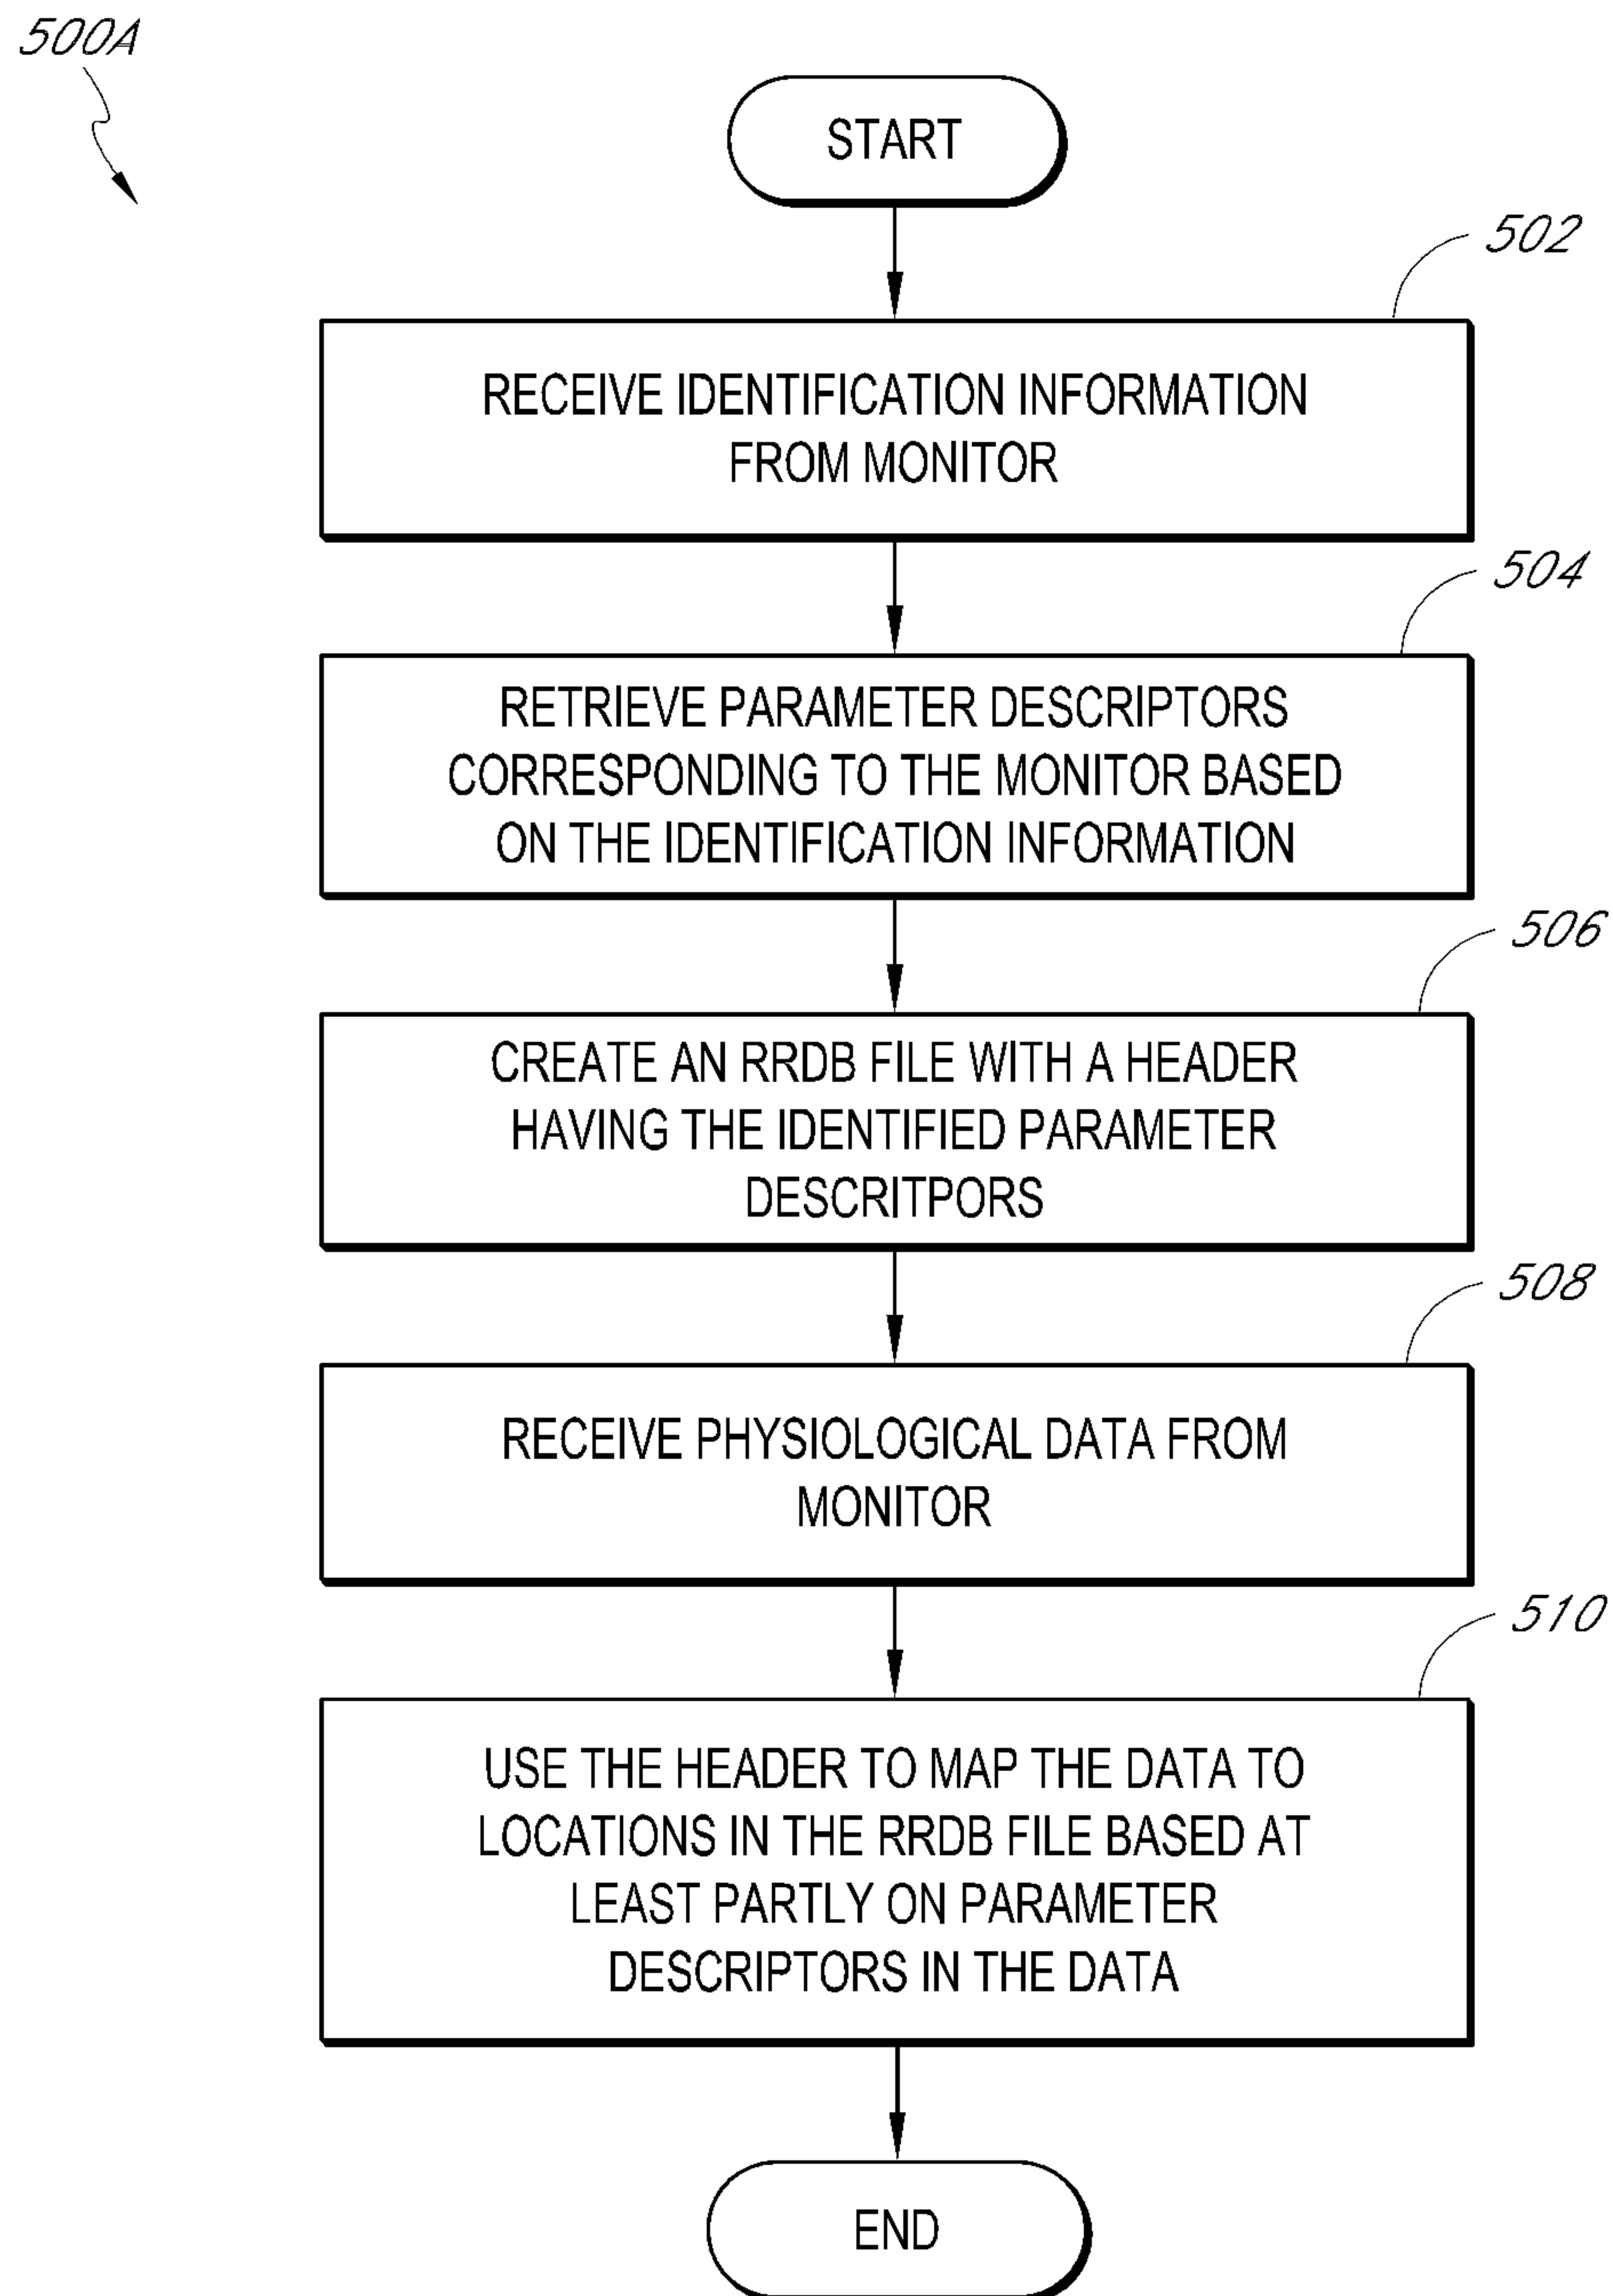 500A
START
502
RECEIVE IDENTIFICATION INFORMATION
FROM MONITOR
504
RETRIEVE PARAMETER DESCRIPTORS
CORRESPONDING TO THE MONITOR BASED
ON THE IDENTIFICATION INFORMATION
506
CREATE AN RRDB FILE WITH A HEADER
HAVING THE IDENTIFIED PARAMETER
DESCRITPORS
508
RECEIVE PHYSIOLOGICAL DATA FROM
MONITOR
510
USE THE HEADER TO MAP THE DATA TO
LOCATIONS IN THE RRDB FILE BASED AT
LEAST PARTLY ON PARAMETER
DESCRIPTORS IN THE DATA
END